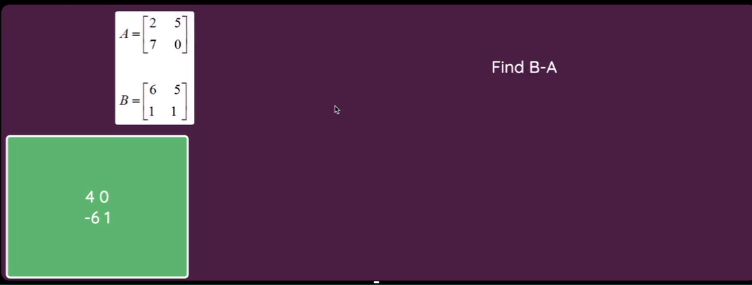 A = [2 5
7 0]
B = [6 5
1 1]
Find B-A
4 0
-6 1